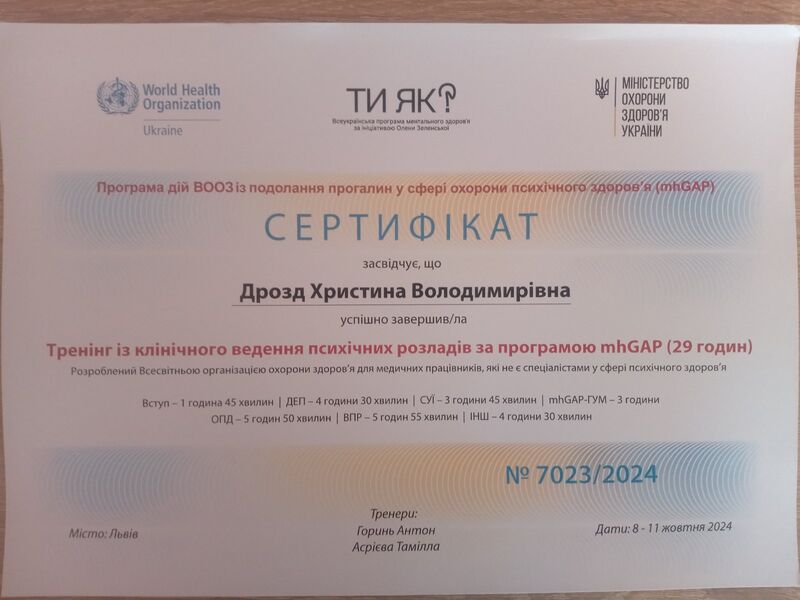 World Health
Organization
Ukraine
ТИ ЯК?
Всеукраїнська програма ментального здоров'я
за ініціативою Олени Зеленської
МІНІСТЕРСТВО
ОХОРОНИ
ЗДОРОВ'Я
УКРАЇНИ
Програма дій ВООЗ із подолання прогалин у сфері охорони психічного здоров'я (mhGAP)
СЕРТИФІКАТ
засвідчує, що
Дрозд Христина Володимирівна
успішно завершив/ла
Тренінг із клінічного ведення психічних розладів за програмою mhGAP (29 годин)
Розроблений Всесвітньою організацією охорони здоров'я для медичних працівників, які не є спеціалістами у сфері психічного здоров'я
Вступ – 1 година 45 хвилин | ДЕП – 4 години 30 хвилин | СУЇ – 3 години 45 хвилин | mhGAP-ГУМ – 3 години
ОПД – 5 годин 50 хвилин | ВПР – 5 годин 55 хвилин | ІНШ – 4 години 30 хвилин
№ 7023/2024
Місто: Львів
Тренери:
Горинь Антон
Асрієва Тамілла
Дати: 8 - 11 жовтня 2024